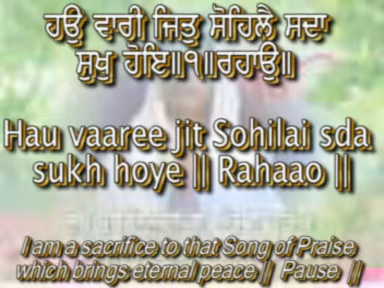 ਹਉ ਵਾਰੀ ਜਿਤੁ ਸੋਹਿਲੈ ਸਦਾ
ਸੁਖੁ ਹੋਇ॥੧॥ਰਹਾਉ॥
Hau vaaree jit Sohilai sda
sukh hoye || Rahaao ||
I am a sacrifice to that Song of Praise
which brings eternal peace || Pause ||